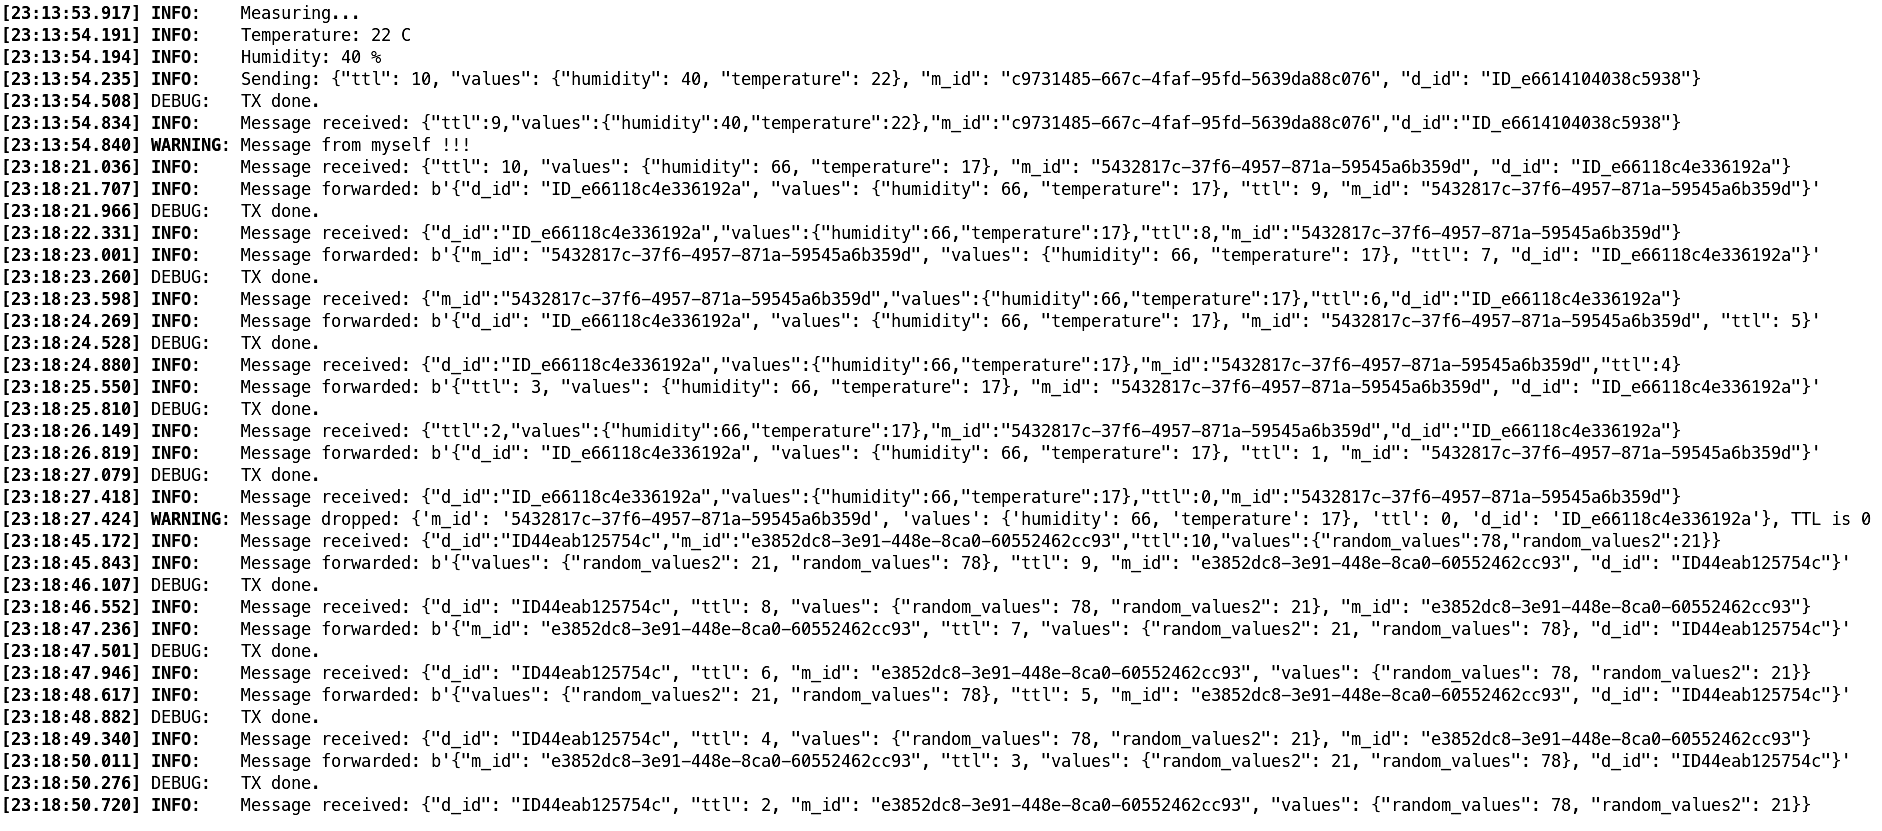 [23:13:53.917] INFO:    Measuring...
[23:13:54.191] INFO:    Temperature: 22 C
[23:13:54.194] INFO:    Humidity: 40 %
[23:13:54.235] INFO:    Sending: {"ttl": 10, "values": {"humidity": 40, "temperature": 22}, "m_id": "c9731485-667c-4faf-95fd-5639da88c076", "d_id": "ID_e6614104038c5938"}
[23:13:54.508] DEBUG:   TX done.
[23:13:54.834] INFO:    Message received: {"ttl":9,"values":{"humidity":40,"temperature":22},"m_id":"c9731485-667c-4faf-95fd-5639da88c076","d_id":"ID_e6614104038c5938"}
[23:13:54.840] WARNING: Message from myself !!!
[23:18:21.036] INFO:    Message received: {"ttl": 10, "values": {"humidity": 66, "temperature": 17}, "m_id": "5432817c-37f6-4957-871a-59545a6b359d", "d_id": "ID_e66118c4e336192a"}
[23:18:21.707] INFO:    Message forwarded: b'{"d_id": "ID_e66118c4e336192a", "values": {"humidity": 66, "temperature": 17}, "ttl": 9, "m_id": "5432817c-37f6-4957-871a-59545a6b359d"}'
[23:18:21.966] DEBUG:   TX done.
[23:18:22.331] INFO:    Message received: {"d_id":"ID_e66118c4e336192a","values":{"humidity":66,"temperature":17},"ttl":8,"m_id":"5432817c-37f6-4957-871a-59545a6b359d"}
[23:18:23.001] INFO:    Message forwarded: b'{"m_id": "5432817c-37f6-4957-871a-59545a6b359d", "values": {"humidity": 66, "temperature": 17}, "ttl": 7, "d_id": "ID_e66118c4e336192a"}'
[23:18:23.260] DEBUG:   TX done.
[23:18:23.598] INFO:    Message received: {"m_id":"5432817c-37f6-4957-871a-59545a6b359d","values":{"humidity":66,"temperature":17},"ttl":6,"d_id":"ID_e66118c4e336192a"}
[23:18:24.269] INFO:    Message forwarded: b'{"d_id": "ID_e66118c4e336192a", "values": {"humidity": 66, "temperature": 17}, "m_id": "5432817c-37f6-4957-871a-59545a6b359d", "ttl": 5}'
[23:18:24.528] DEBUG:   TX done.
[23:18:24.880] INFO:    Message received: {"d_id":"ID_e66118c4e336192a","values":{"humidity":66,"temperature":17},"m_id":"5432817c-37f6-4957-871a-59545a6b359d","ttl":4}
[23:18:25.550] INFO:    Message forwarded: b'{"ttl": 3, "values": {"humidity": 66, "temperature": 17}, "m_id": "5432817c-37f6-4957-871a-59545a6b359d", "d_id": "ID_e66118c4e336192a"}'
[23:18:25.810] DEBUG:   TX done.
[23:18:26.149] INFO:    Message received: {"ttl":2,"values":{"humidity":66,"temperature":17},"m_id":"5432817c-37f6-4957-871a-59545a6b359d","d_id":"ID_e66118c4e336192a"}
[23:18:26.819] INFO:    Message forwarded: b'{"d_id": "ID_e66118c4e336192a", "values": {"humidity": 66, "temperature": 17}, "ttl": 1, "m_id": "5432817c-37f6-4957-871a-59545a6b359d"}'
[23:18:27.079] DEBUG:   TX done.
[23:18:27.418] INFO:    Message received: {"d_id":"ID_e66118c4e336192a","values":{"humidity":66,"temperature":17},"ttl":0,"m_id":"5432817c-37f6-4957-871a-59545a6b359d"}
[23:18:27.424] WARNING: Message dropped: {'m_id': '5432817c-37f6-4957-871a-59545a6b359d', 'values': {'humidity': 66, 'temperature': 17}, 'ttl': 0, 'd_id': 'ID_e66118c4e336192a'}, TTL is 0
[23:18:45.172] INFO:    Message received: {"d_id":"ID44eab125754c","m_id":"e3852dc8-3e91-448e-8ca0-60552462cc93","ttl":10,"values":{"random_values":78,"random_values2":21}}
[23:18:45.843] INFO:    Message forwarded: b'{"values": {"random_values2": 21, "random_values": 78}, "ttl": 9, "m_id": "e3852dc8-3e91-448e-8ca0-60552462cc93", "d_id": "ID44eab125754c"}'
[23:18:46.107] DEBUG:   TX done.
[23:18:46.552] INFO:    Message received: {"d_id": "ID44eab125754c", "ttl": 8, "values": {"random_values": 78, "random_values2": 21}, "m_id": "e3852dc8-3e91-448e-8ca0-60552462cc93"}
[23:18:47.236] INFO:    Message forwarded: b'{"m_id": "e3852dc8-3e91-448e-8ca0-60552462cc93", "ttl": 7, "values": {"random_values2": 21, "random_values": 78}, "d_id": "ID44eab125754c"}'
[23:18:47.501] DEBUG:   TX done.
[23:18:47.946] INFO:    Message received: {"d_id": "ID44eab125754c", "ttl": 6, "m_id": "e3852dc8-3e91-448e-8ca0-60552462cc93", "values": {"random_values": 78, "random_values2": 21}}
[23:18:48.617] INFO:    Message forwarded: b'{"values": {"random_values2": 21, "random_values": 78}, "ttl": 5, "m_id": "e3852dc8-3e91-448e-8ca0-60552462cc93", "d_id": "ID44eab125754c"}'
[23:18:48.882] DEBUG:   TX done.
[23:18:49.340] INFO:    Message received: {"d_id": "ID44eab125754c", "ttl": 4, "values": {"random_values": 78, "random_values2": 21}, "m_id": "e3852dc8-3e91-448e-8ca0-60552462cc93"}
[23:18:50.011] INFO:    Message forwarded: b'{"m_id": "e3852dc8-3e91-448e-8ca0-60552462cc93", "ttl": 3, "values": {"random_values2": 21, "random_values": 78}, "d_id": "ID44eab125754c"}'
[23:18:50.276] DEBUG:   TX done.
[23:18:50.720] INFO:    Message received: {"d_id": "ID44eab125754c", "ttl": 2, "m_id": "e3852dc8-3e91-448e-8ca0-60552462cc93", "values": {"random_values": 78, "random_values2": 21}}